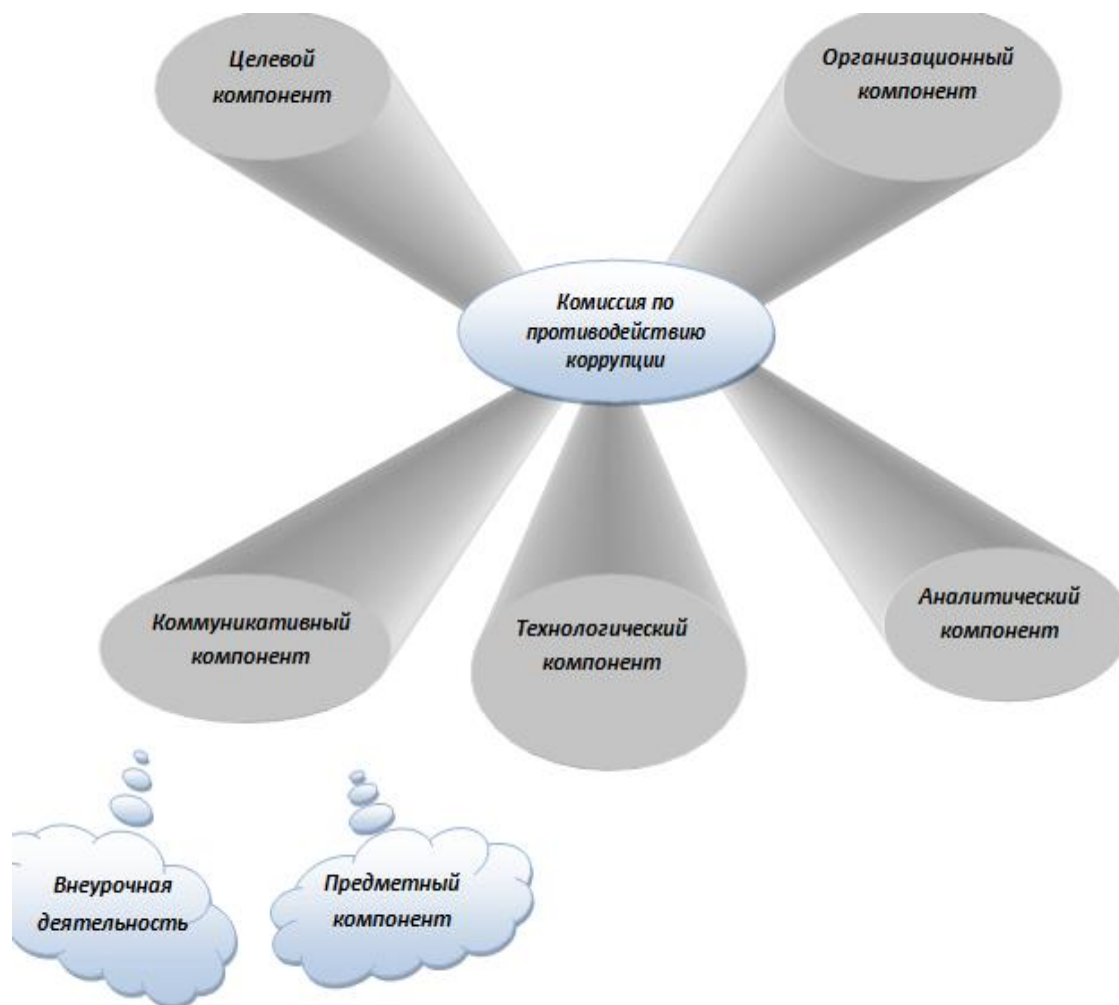 Целевой
компонент
Организационный
компонент
Комиссия по
противодействию
коррупции
Коммуникативный
компонент
Технологический
компонент
Аналитический
компонент
Внеурочная
деятельность
Предметный
компонент